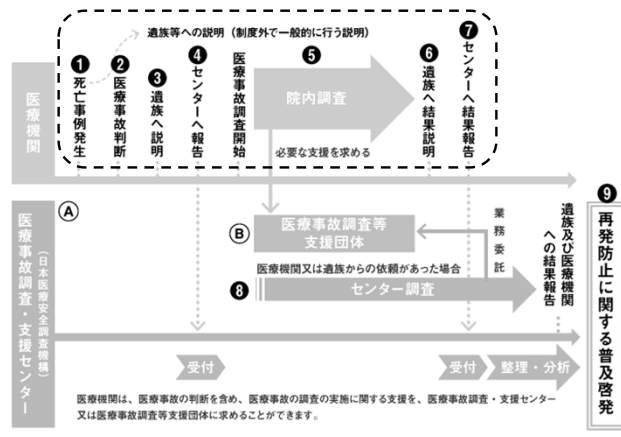 遺族等への説明（制度外で一般的に行う説明）
医療機関
❶死亡事例発生
❷医療事故判断
❸遺族へ説明
❹センターへ報告
医療事故調査開始
❺
院内調査
❻遺族へ結果説明
❼センターへ結果報告
必要な支援を求める
Ⓐ
医療事故調査・支援センター
（日本医療安全調査機構）
Ⓑ
医療事故調査等
支援団体
業務委託
医療機関又は遺族からの依頼があった場合
❽
センター調査
遺族及び医療機関
への結果報告
❾
再発防止に関する普及啓発
受付
受付
整理・分析
医療機関は、医療事故の判断を含め、医療事故の調査の実施に関する支援を、医療事故調査・支援センター
又は医療事故調査等支援団体に求めることができます。